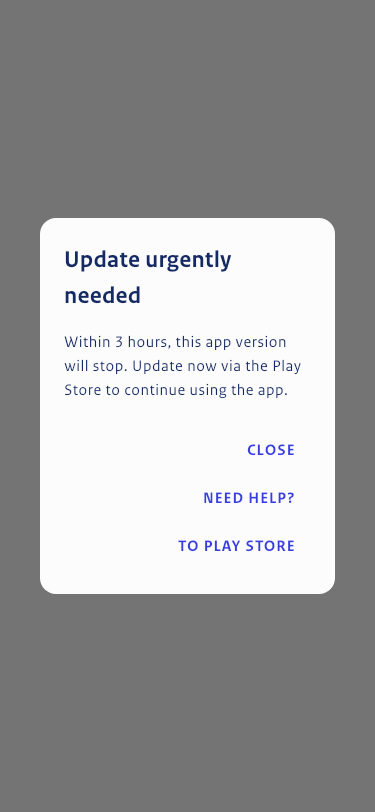 Update urgently
needed
Within 3 hours, this app version
will stop. Update now via the Play
Store to continue using the app.
CLOSE
NEED HELP?
TO PLAY STORE